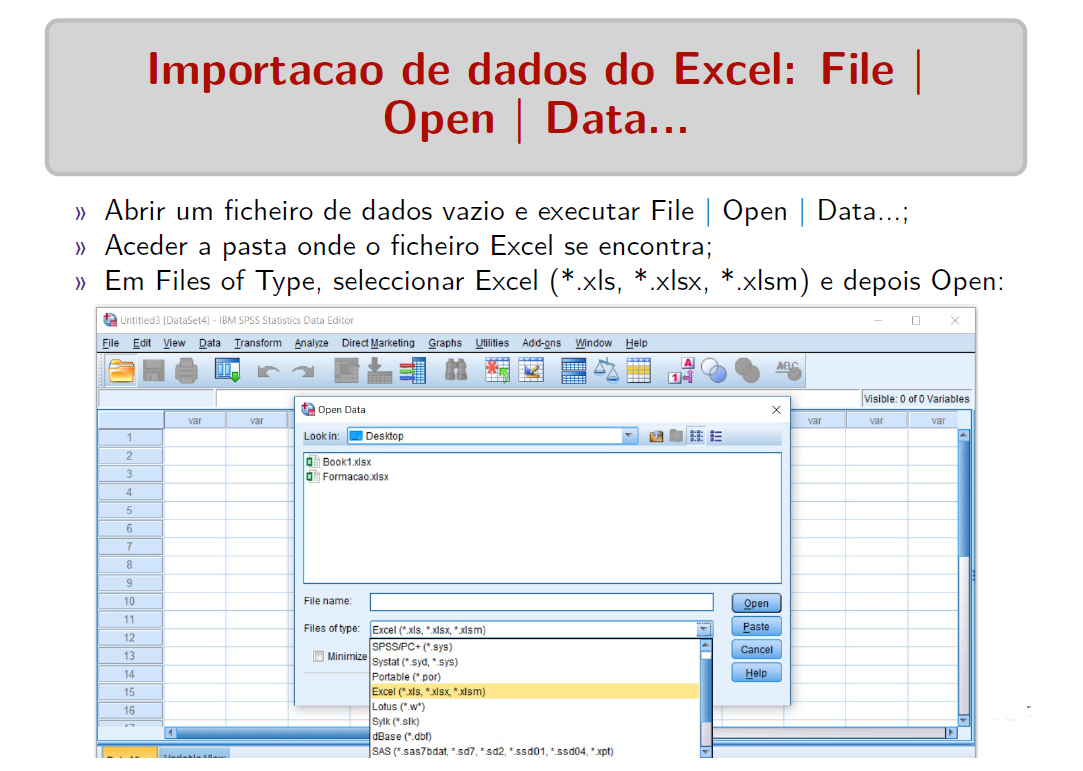 Importacao de dados do Excel: File |
Open | Data...
» Abrir um ficheiro de dados vazio e executar File | Open | Data...;
» Aceder a pasta onde o ficheiro Excel se encontra;
» Em Files of Type, seleccionar Excel (*.xls, *.xlsx, *.xlsm) e depois Open:
Untitled3 [DataSet4] - IBM SPSS Statistics Data Editor
File Edit View Data Transform Analyze Direct Marketing Graphs Utilities Add-ons Window Help
Visible: 0 of 0 Variables
var var var var var
Open Data
Look in: Desktop
Book1.xlsx
Formacao.xlsx
1
2
3
4
5
6
7
8
9
10
11
12
13
14
15
16
17
File name:
Open
Files of type: Excel (*.xls, *.xlsx, *.xlsm)
Paste
SPSS/PC+ (*.sys)
Minimize
Systat (*.syd, *.sys)
Cancel
Portable (*.por)
Help
Excel (*.xls, *.xlsx, *.xlsm)
Lotus (*.w*)
Sylk (*.slk)
dBase (*.dbf)
SAS (*.sas7bdat, *.sd7, *.sd2, *.ssd01, *.ssd04, *.xpt)
Data View Variable View